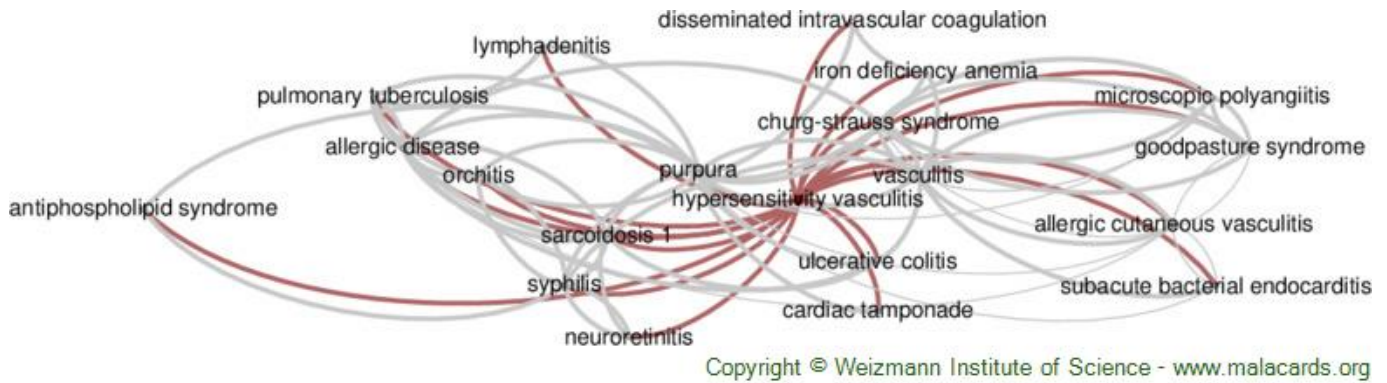 disseminated intravascular coagulation
lymphadenitis
iron deficiency anemia
pulmonary tuberculosis
microscopic polyangiitis
churg-strauss syndrome
allergic disease
goodpasture syndrome
purpura
orchitis
vasculitis
hypersensitivity vasculitis
antiphospholipid syndrome
allergic cutaneous vasculitis
sarcoidosis 1
ulcerative colitis
syphilis
subacute bacterial endocarditis
cardiac tamponade
neuroretinitis
Copyright © Weizmann Institute of Science - www.malacards.org